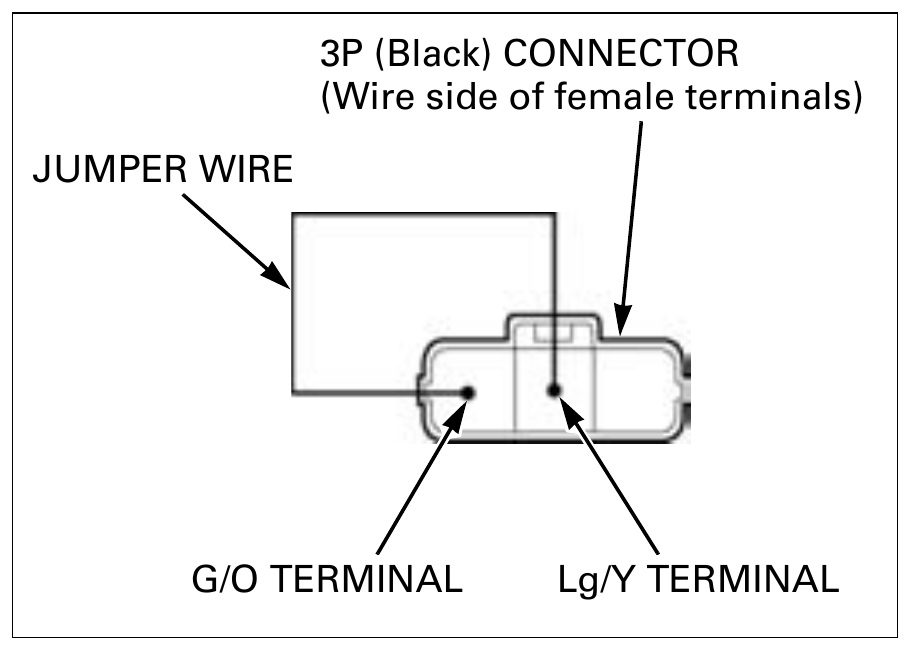 3P (Black) CONNECTOR
(Wire side of female terminals)
JUMPER WIRE
G/O TERMINAL
Lg/Y TERMINAL